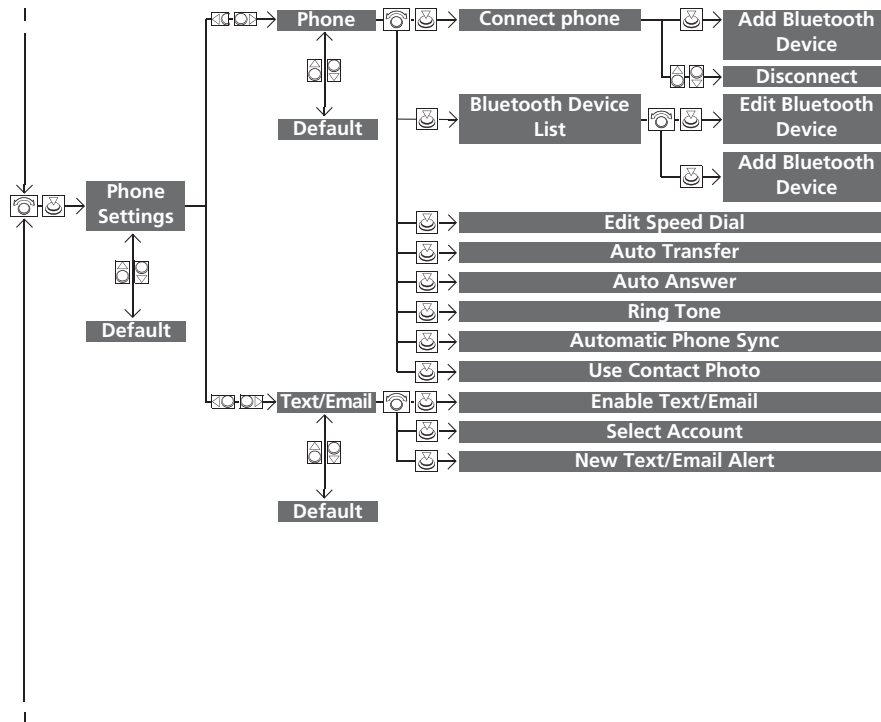 Phone
Connect phone
Add Bluetooth
Device
Disconnect
Default
Bluetooth Device
List
Edit Bluetooth
Device
Add Bluetooth
Device
Phone
Settings
Default
Edit Speed Dial
Auto Transfer
Auto Answer
Ring Tone
Automatic Phone Sync
Use Contact Photo
Text/Email
Enable Text/Email
Select Account
New Text/Email Alert
Default